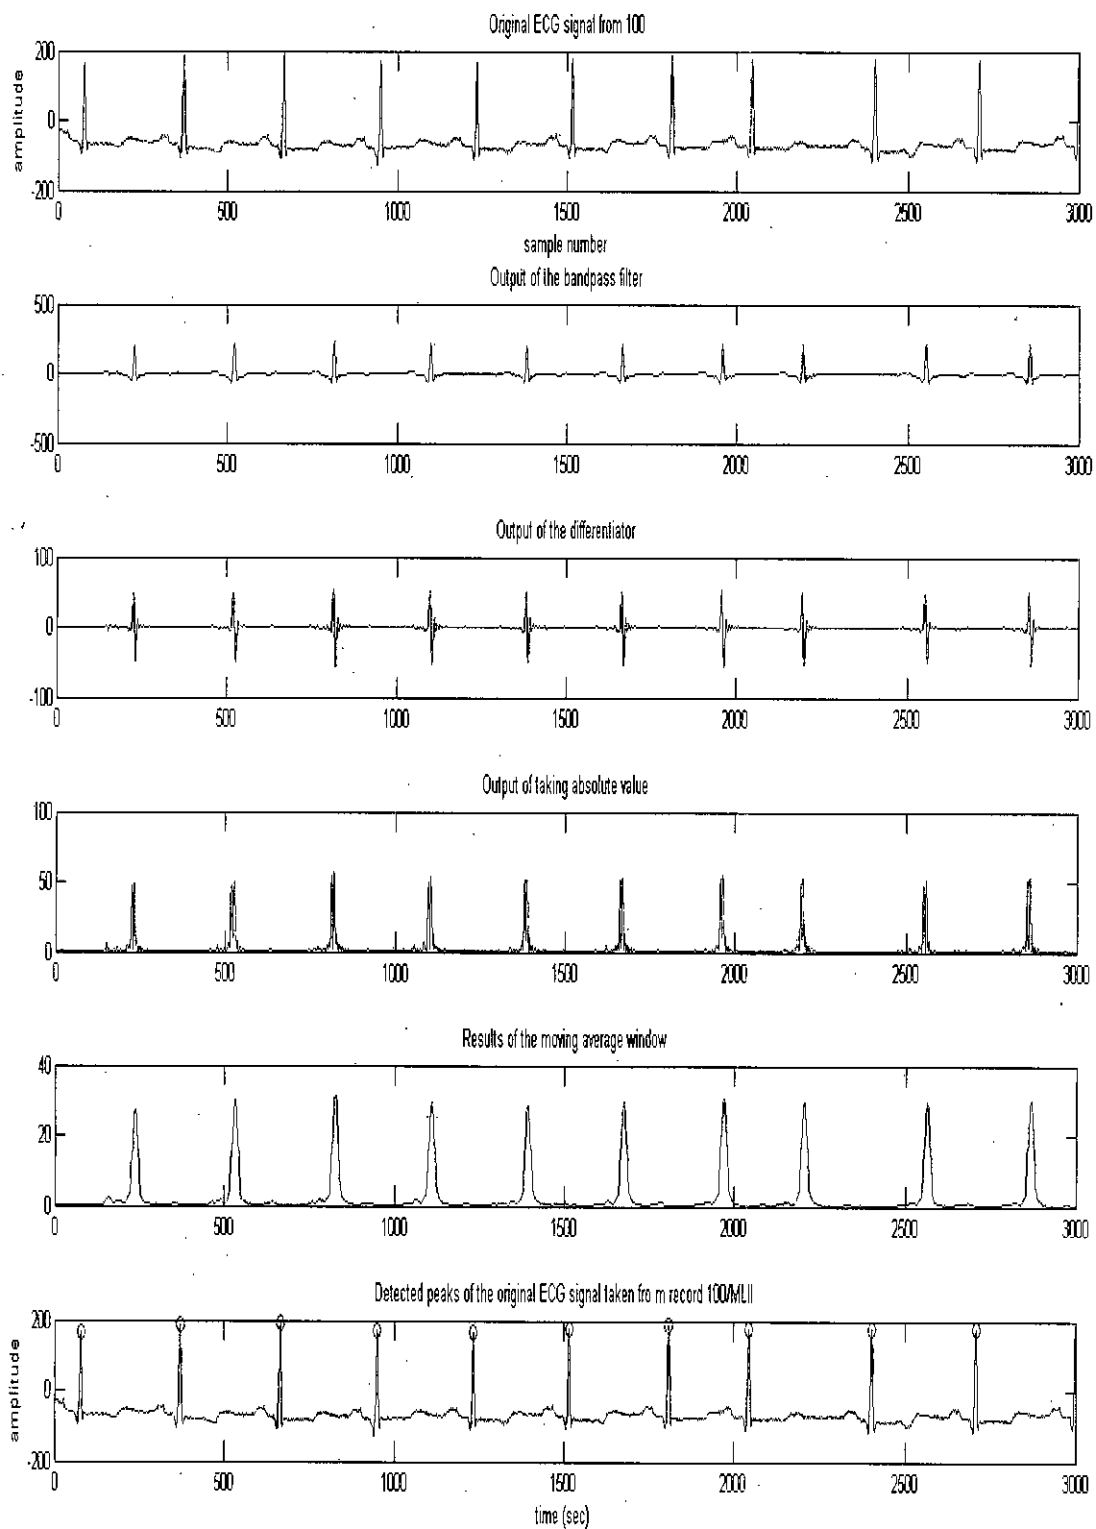 Original ECG signal from 100
amplitude
200
0
-200
0 500 1000 1500 2000 2500 3000
sample number
Output of the bandpass filter
500
0
-500
0 500 1000 1500 2000 2500 3000
Output of the differentiator
100
0
-100
0 500 1000 1500 2000 2500 3000
Output of taking absolute value
100
50
0
0 500 1000 1500 2000 2500 3000
Results of the moving average window
40
20
0
0 500 1000 1500 2000 2500 3000
Detected peaks of the original ECG signal taken fro m record 100/MLII
amplitude
200
0
-200
0 500 1000 1500 2000 2500 3000
time (sec)